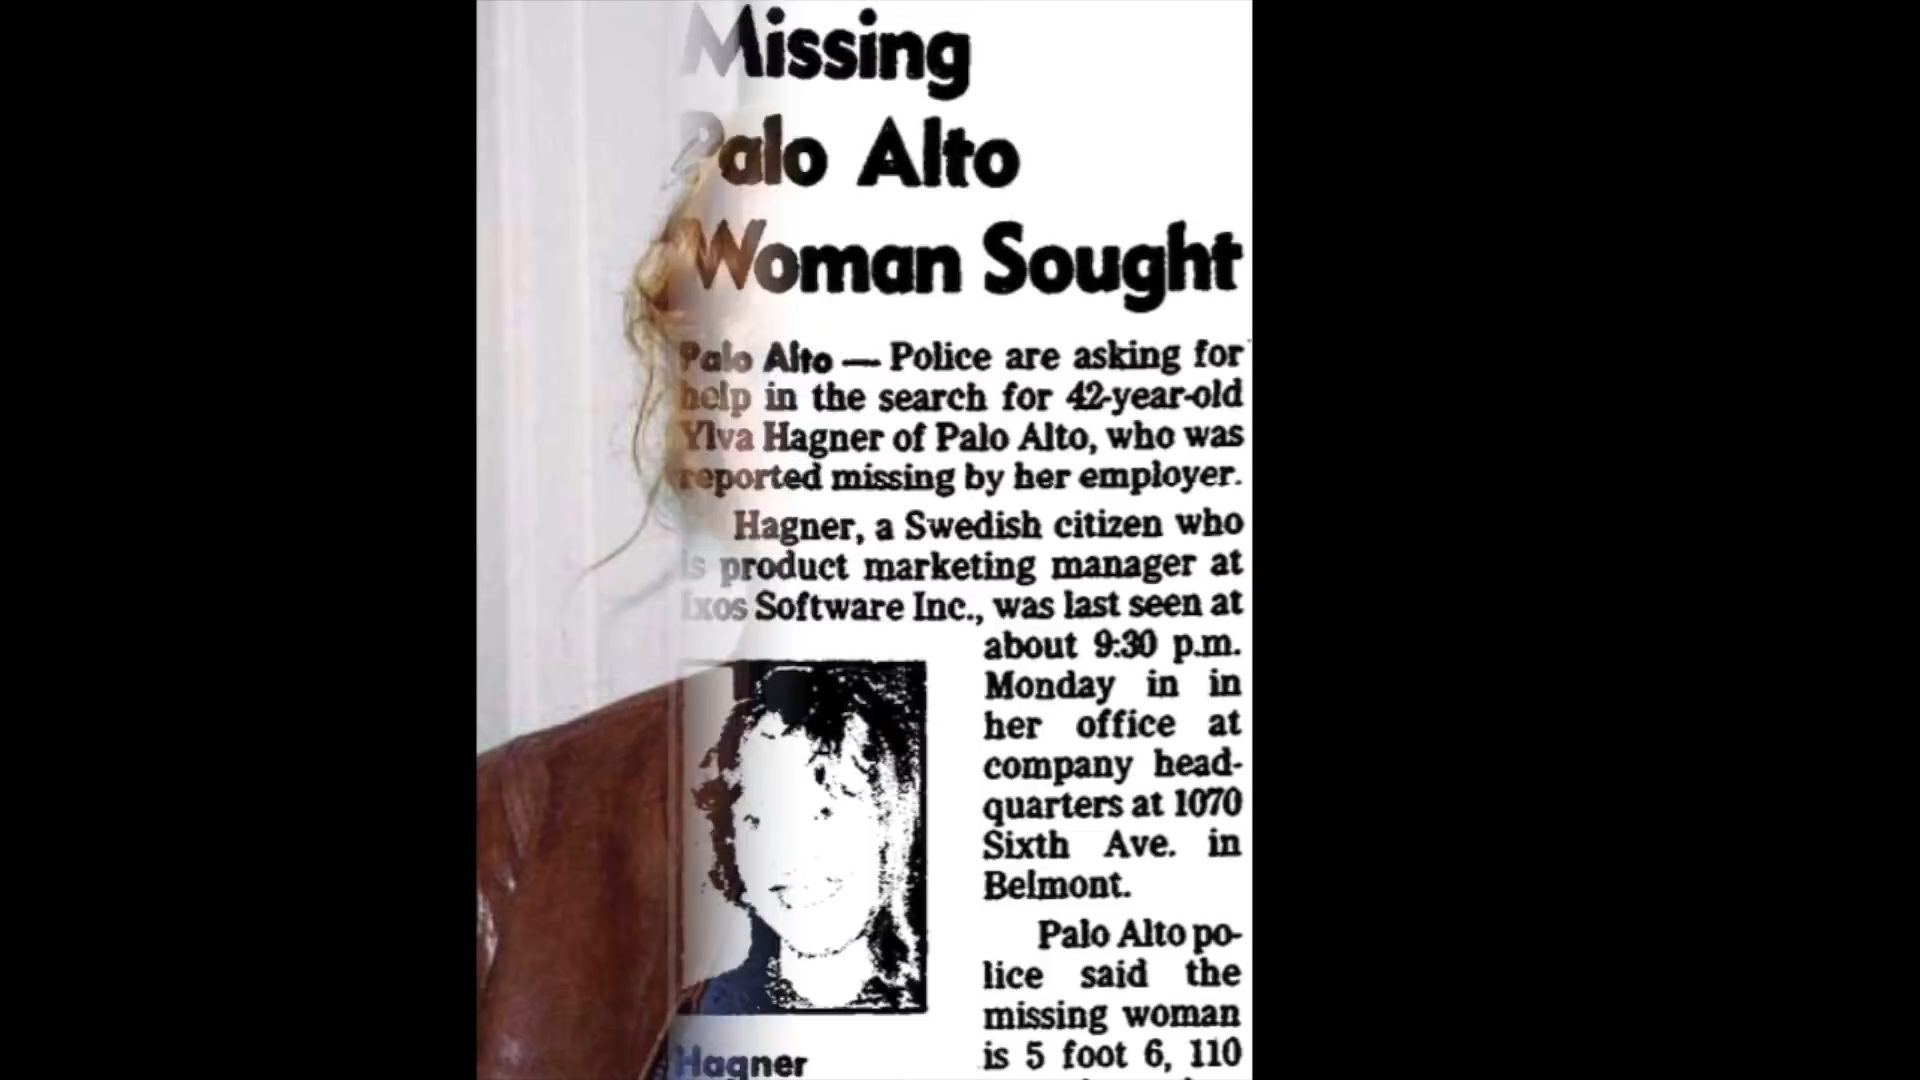 Missing
Palo Alto
Woman Sought
Palo Alto — Police are asking for
help in the search for 42-year-old
Ylva Hagner of Palo Alto, who was
reported missing by her employer.
Hagner, a Swedish citizen who
is product marketing manager at
Ixos Software Inc., was last seen at
about 9:30 p.m.
Monday in in
her office at
company head-
quarters at 1070
Sixth Ave. in
Belmont.
Palo Alto po-
lice said the
missing woman
is 5 foot 6, 110
Hagner